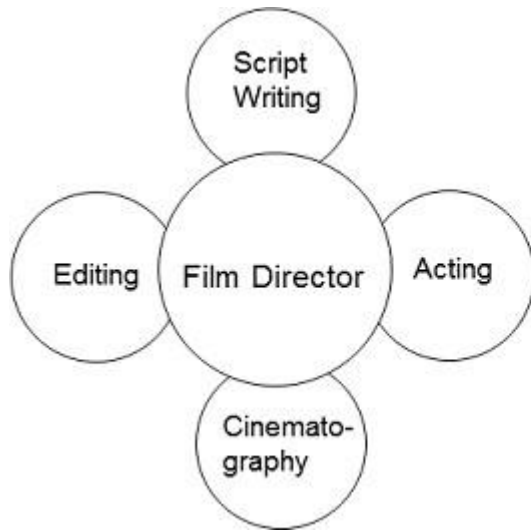 Script
Writing
Editing
Film Director
Acting
Cinemato-
graphy